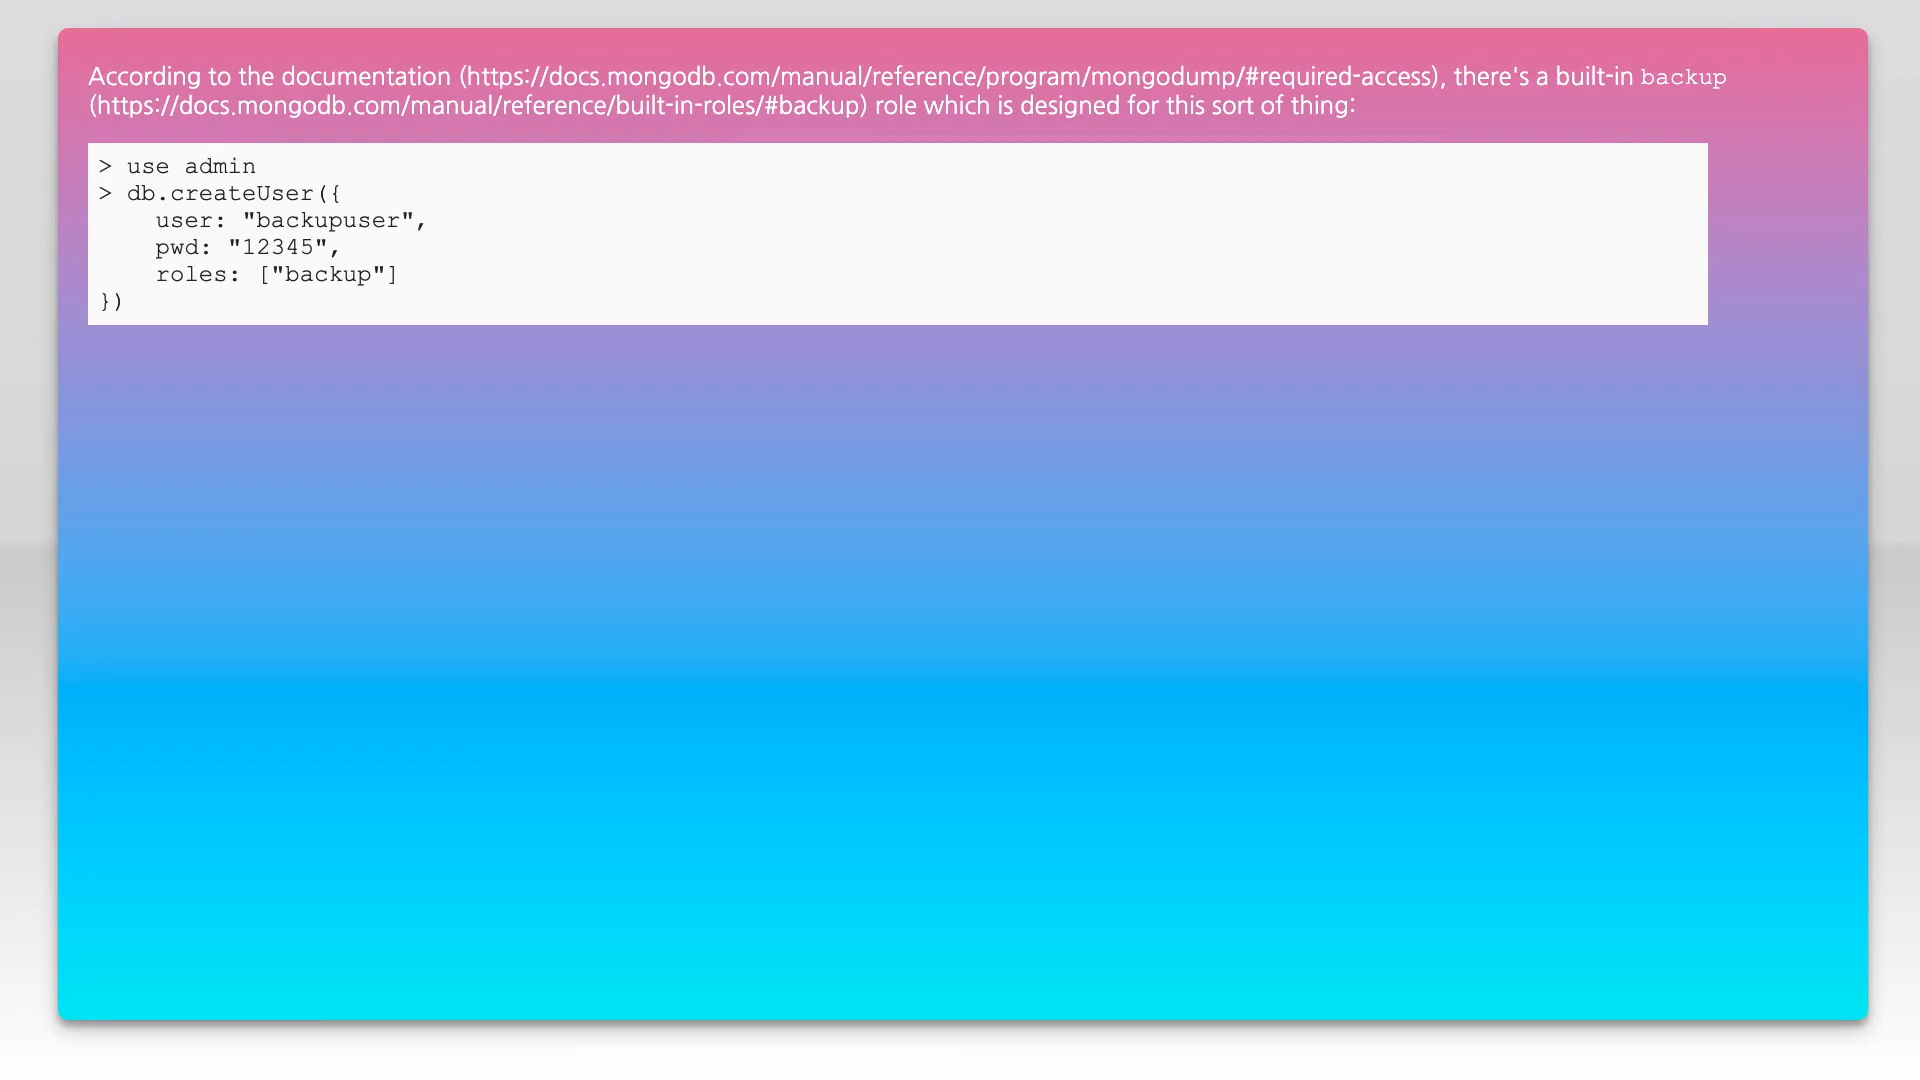 According to the documentation (https://docs.mongodb.com/manual/reference/program/mongodump/#required-access), there's a built-in backup
(https://docs.mongodb.com/manual/reference/built-in-roles/#backup) role which is designed for this sort of thing:
> use admin
> db.createUser({
    user: "backupuser",
    pwd: "12345",
    roles: ["backup"]
})